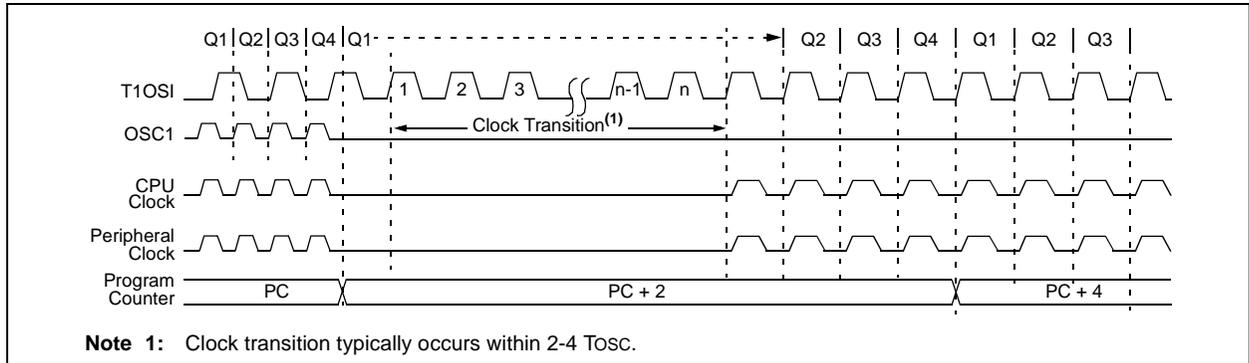 Q1 Q2 Q3 Q4 Q1 Q2 Q3 Q4 Q1 Q2 Q3
T1OSI 1 2 3 n-1 n
Clock Transition(1)
OSC1
CPU
Clock
Peripheral
Clock
Program
Counter
PC PC + 2 PC + 4
Note 1: Clock transition typically occurs within 2-4 TOSC.